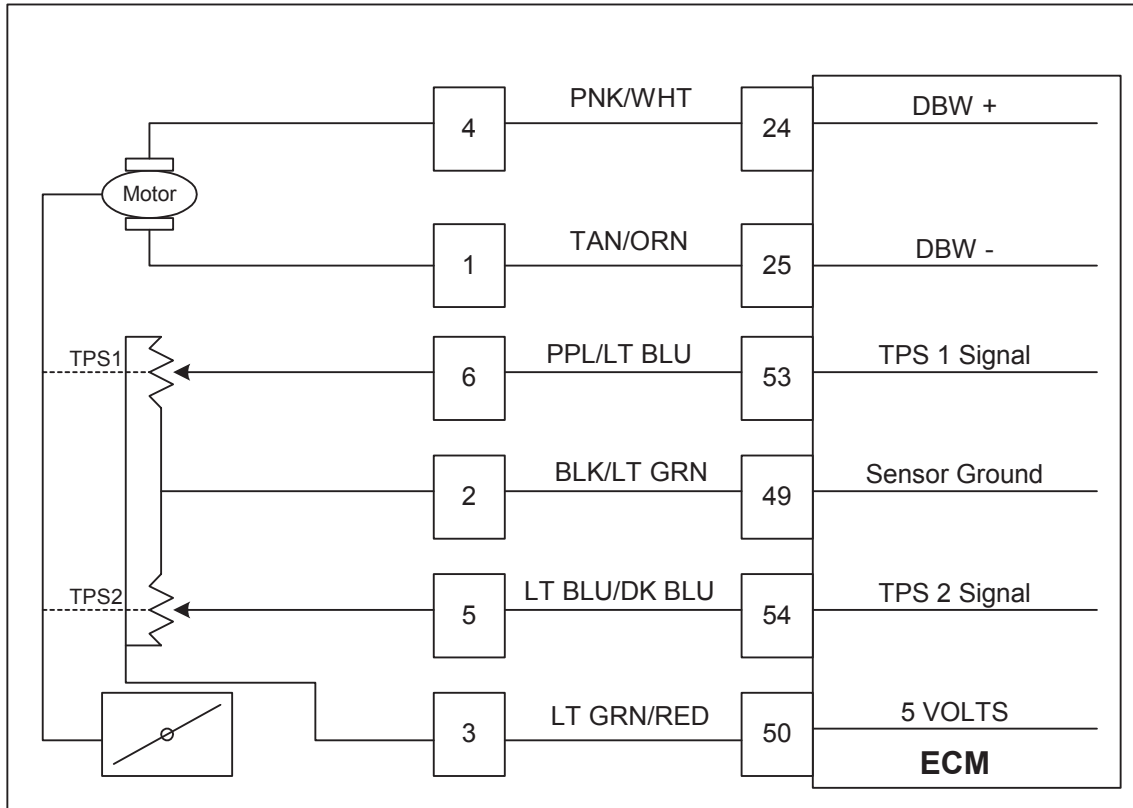 PNK/WHT
4
24
DBW +
Motor
TAN/ORN
1
25
DBW -
TPS1
PPL/LT BLU
6
53
TPS 1 Signal
BLK/LT GRN
2
49
Sensor Ground
TPS2
LT BLU/DK BLU
5
54
TPS 2 Signal
LT GRN/RED
3
50
5 VOLTS
ECM